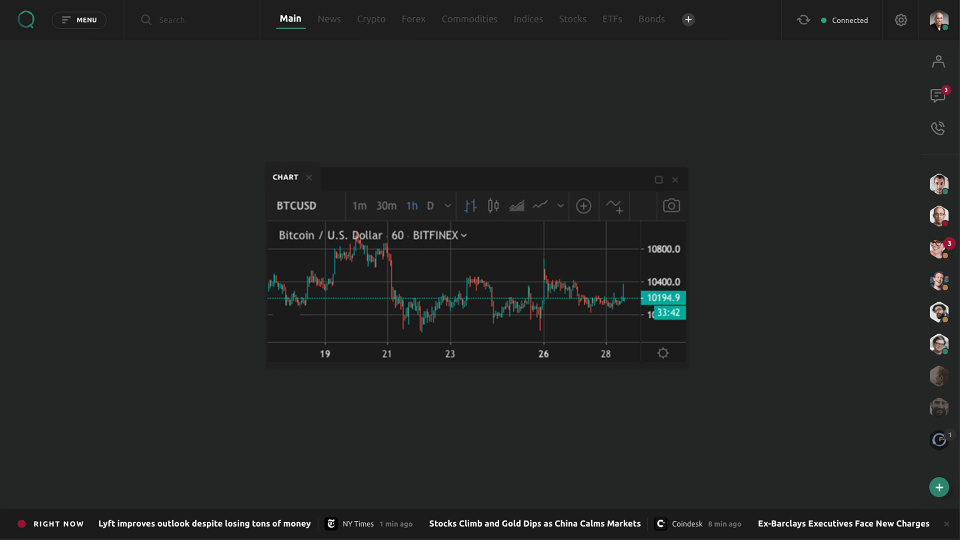 MENU
Search
Main News Crypto Forex Commodities Indices Stocks ETFs Bonds
Connected
3
CHART
BTCUSD 1m 30m 1h D
Bitcoin / U.S. Dollar 60 · BITFINEX
10800.0
10400.0
10194.9
33:42
19 21 23 26 28
3
1
RIGHT NOW Lyft improves outlook despite losing tons of money NY Times 1 min ago Stocks Climb and Gold Dips as China Calms Markets Coindesk 8 min ago Ex-Barclays Executives Face New Charges